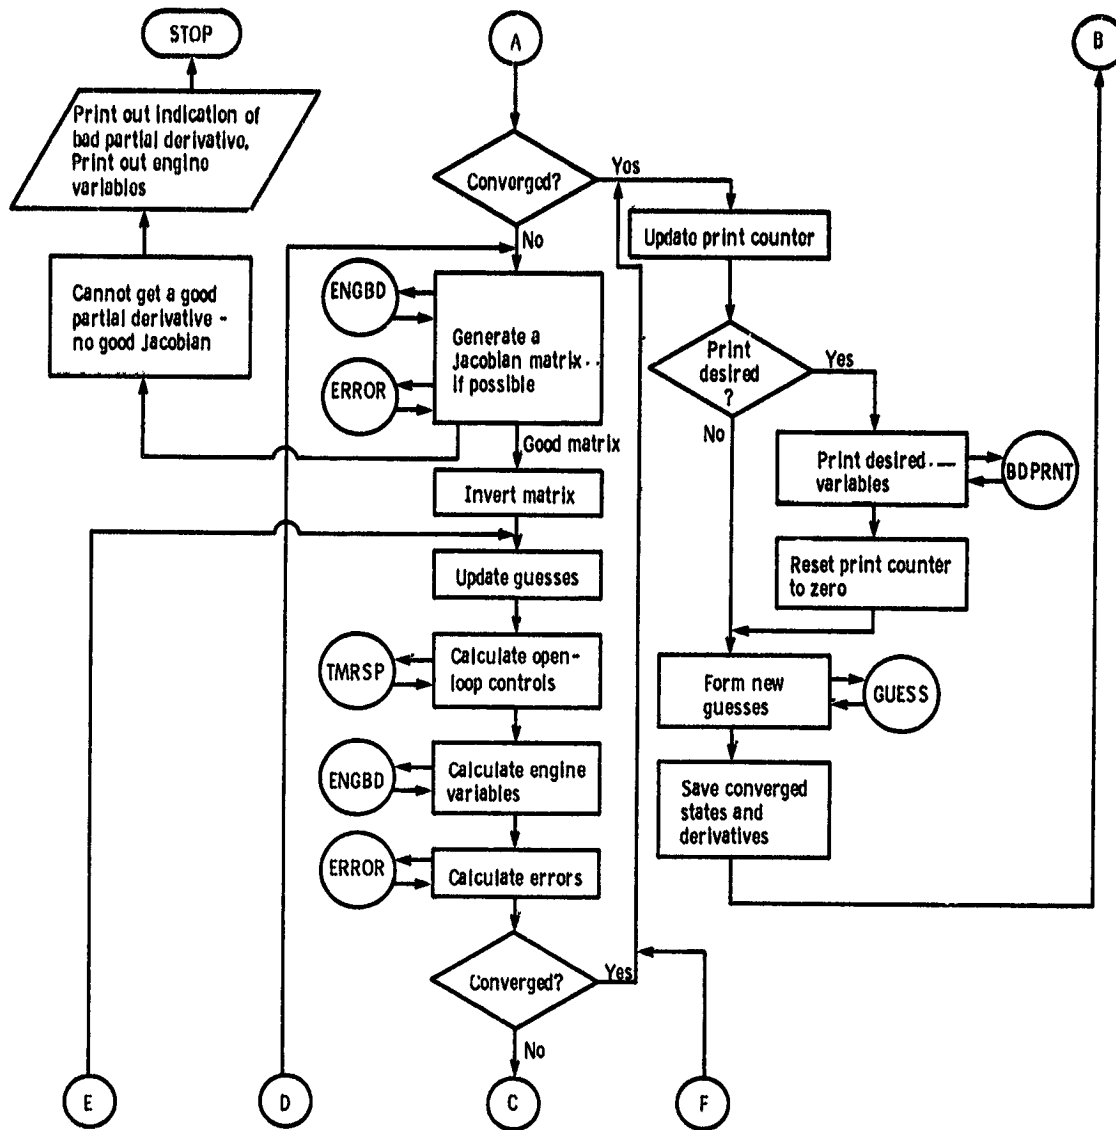 STOP
A
B
Print out indication of
bad partial derivativo.
Print out engine
variables
Converged?
Yos
Update print counter
No
Cannot get a good
partial derivative -
no good Jacobian
ENGBD
Generate a
Jacobian matrix . .
if possible
ERROR
Print
desired
?
Yes
No
Good matrix
Print desired . —
variables
BDPRNT
Invert matrix
Reset print counter
to zero
Update guesses
TMRSP
Calculate open-
loop controls
Form new
guesses
GUESS
ENGBD
Calculate engine
variables
Save converged
states and
derivatives
ERROR
Calculate errors
Converged?
Yes
No
E
D
C
F